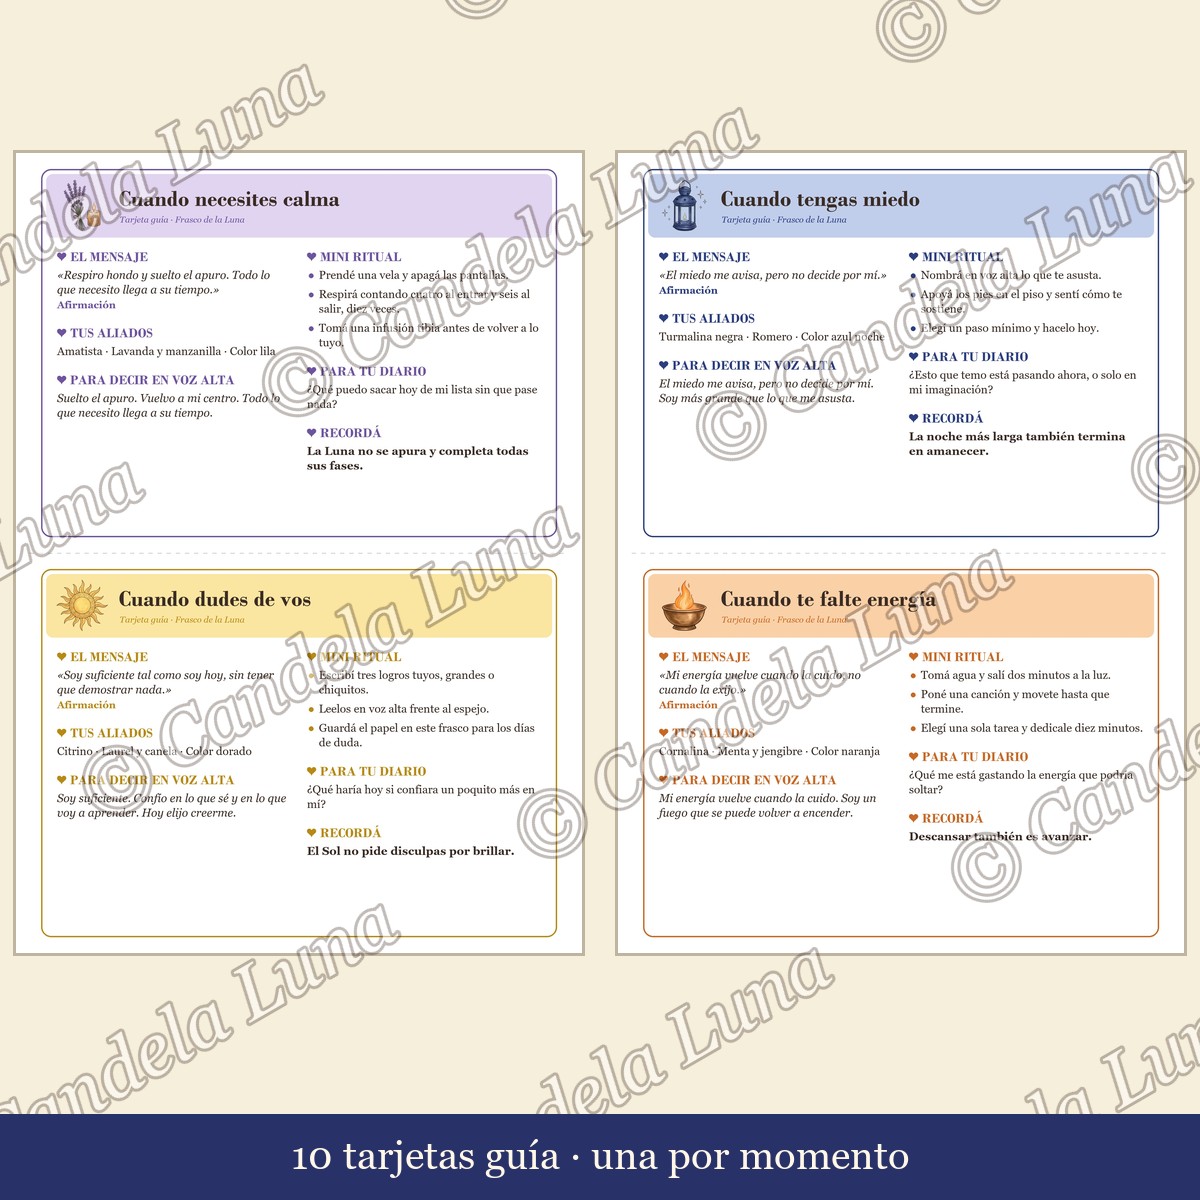 Cuando necesites calma
Tarjeta guía · Frasco de la Luna
♥ EL MENSAJE
«Respiro hondo y suelto el apuro. Todo lo
que necesito llega a su tiempo.»
Afirmación
♥ TUS ALIADOS
Amatista · Lavanda y manzanilla · Color lila
♥ PARA DECIR EN VOZ ALTA
Suelto el apuro. Vuelvo a mi centro. Todo lo
que necesito llega a su tiempo.
♥ MINI RITUAL
• Prendé una vela y apagá las pantallas.
• Respirá contando cuatro al entrar y seis al
salir, diez veces.
• Tomá una infusión tibia antes de volver a lo
tuyo.
♥ PARA TU DIARIO
¿Qué puedo sacar hoy de mi lista sin que pase
nada?
♥ RECORDÁ
La Luna no se apura y completa todas
sus fases.
Cuando tengas miedo
Tarjeta guía · Frasco de la Luna
♥ EL MENSAJE
«El miedo me avisa, pero no decide por mí.»
Afirmación
♥ TUS ALIADOS
Turmalina negra · Romero · Color azul noche
♥ PARA DECIR EN VOZ ALTA
El miedo me avisa, pero no decide por mí.
Soy más grande que lo que me asusta.
♥ MINI RITUAL
• Nombrá en voz alta lo que te asusta.
• Apoyá los pies en el piso y sentí cómo te
sostiene.
• Elegí un paso mínimo y hacelo hoy.
♥ PARA TU DIARIO
¿Esto que temo está pasando ahora, o solo en
mi imaginación?
♥ RECORDÁ
La noche más larga también termina
en amanecer.
Cuando dudes de vos
Tarjeta guía · Frasco de la Luna
♥ EL MENSAJE
«Soy suficiente tal como soy hoy, sin tener
que demostrar nada.»
Afirmación
♥ TUS ALIADOS
Citrino · Laurel y canela · Color dorado
♥ PARA DECIR EN VOZ ALTA
Soy suficiente. Confío en lo que sé y en lo que
voy a aprender. Hoy elijo creerme.
♥ MINI RITUAL
• Escribí tres logros tuyos, grandes o
chiquitos.
• Leelos en voz alta frente al espejo.
• Guardá el papel en este frasco para los días
de duda.
♥ PARA TU DIARIO
¿Qué haría hoy si confiara un poquito más en
mí?
♥ RECORDÁ
El Sol no pide disculpas por brillar.
Cuando te falte energía
Tarjeta guía · Frasco de la Luna
♥ EL MENSAJE
«Mi energía vuelve cuando la cuido, no
cuando la exijo.»
Afirmación
♥ TUS ALIADOS
Cornalina · Menta y jengibre · Color naranja
♥ PARA DECIR EN VOZ ALTA
Mi energía vuelve cuando la cuido. Soy un
fuego que se puede volver a encender.
♥ MINI RITUAL
• Tomá agua y salí dos minutos a la luz.
• Poné una canción y movete hasta que
termine.
• Elegí una sola tarea y dedicale diez minutos.
♥ PARA TU DIARIO
¿Qué me está gastando la energía que podría
soltar?
♥ RECORDÁ
Descansar también es avanzar.
10 tarjetas guía · una por momento
© Candela Luna